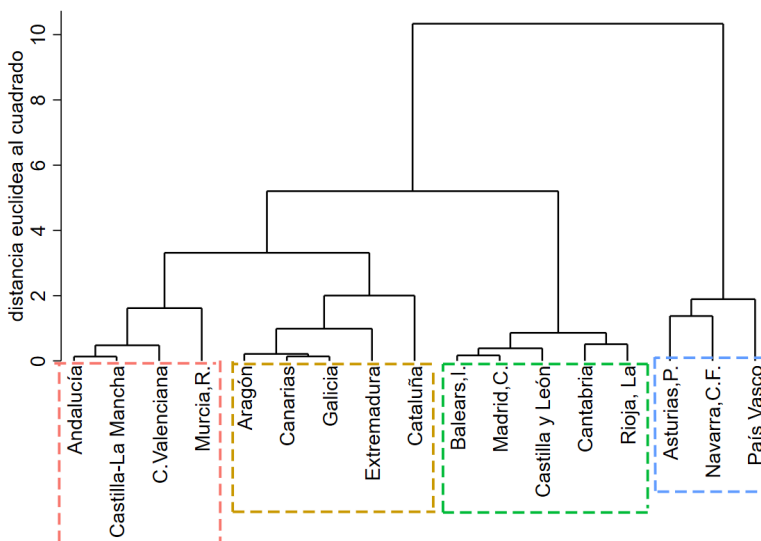 distancia euclidea al cuadrado
10
8
6
4
2
0
Andalucía
Castilla-La Mancha
C.Valenciana
Murcia,R.
Aragón
Canarias
Galicia
Extremadura
Cataluña
Balears,I.
Madrid,C.
Castilla y León
Cantabria
Rioja, La
Asturias,P.
Navarra,C.F.
País Vasco